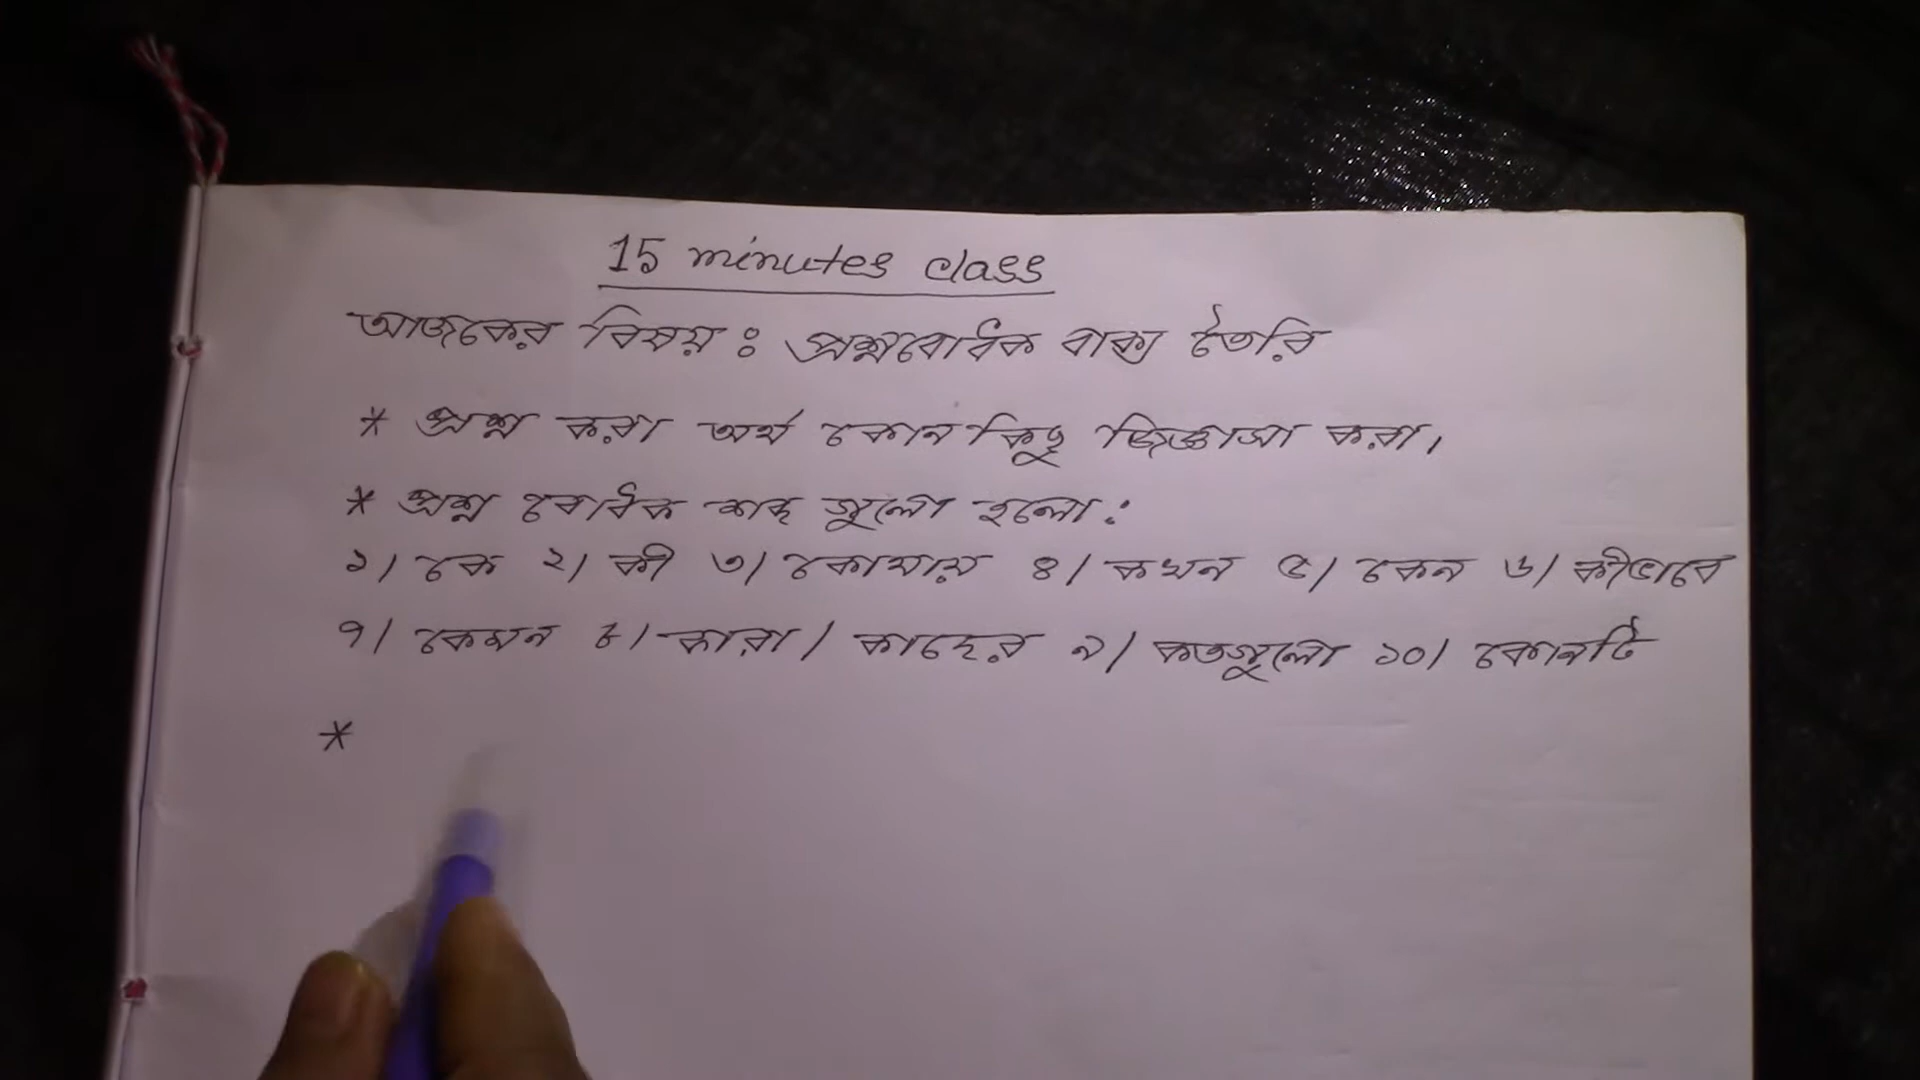 15 minutes class
আজকের বিষয়ঃ প্রশ্নবোধক বাক্য তৈরি
* প্রশ্ন করা অর্থ কোন কিছু জিজ্ঞাসা করা।
* প্রশ্ন বোধক শব্দ গুলো হলো:
১/ কে ২/ কী ৩/ কোথায় ৪/ কখন ৫/ কেন ৬/ কীভাবে
৭/ কেমন ৮/ কারা/ কাদের ৯/ কতগুলো ১০/ কোনটি
*